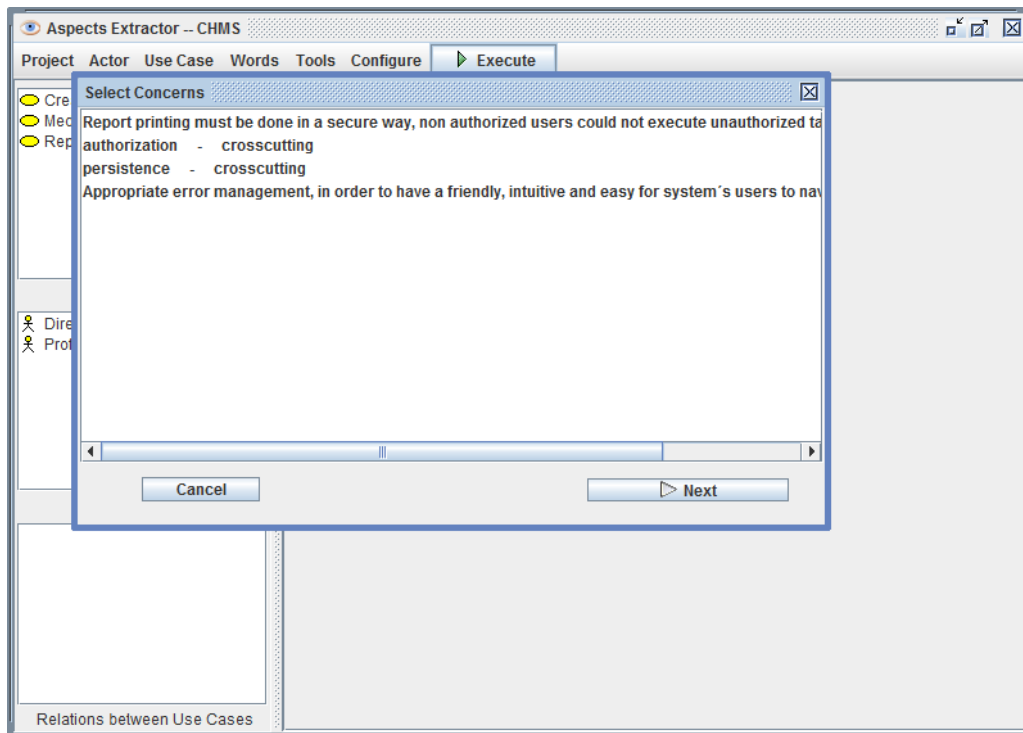 Aspects Extractor -- CHMS
Project Actor Use Case Words Tools Configure Execute
Select Concerns
Report printing must be done in a secure way, non authorized users could not execute unauthorized
authorization - crosscutting
persistence - crosscutting
Appropriate error management, in order to have a friendly, intuitive and easy for system´s users to
Cancel
Next
Relations between Use Cases